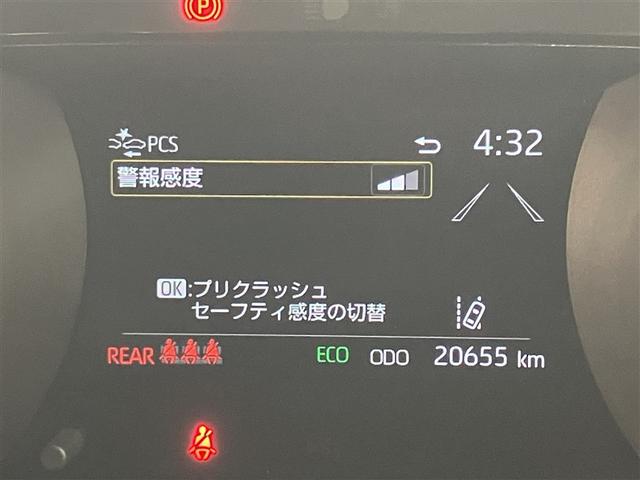 P
PCS
4:32
警報感度
OK:プリクラッシュ
セーフティ感度の切替
REAR
ECO ODO 20655 km